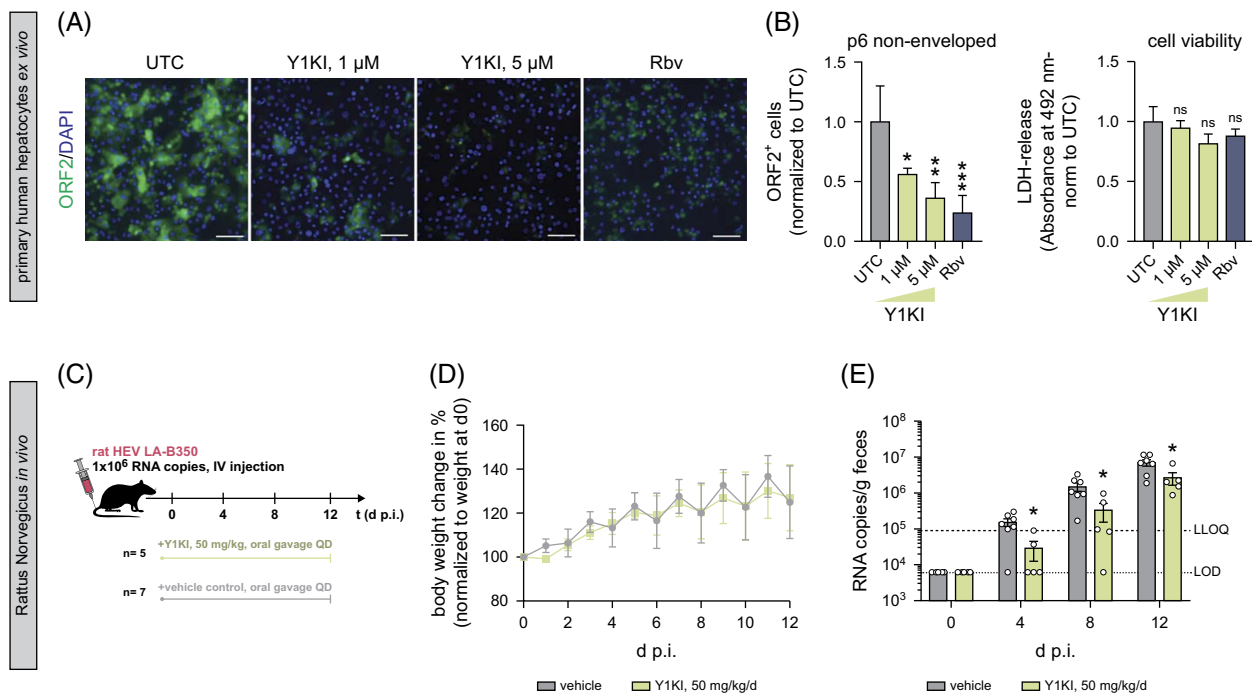 primary human hepatocytes ex vivo
(A)
UTC
Y1KI, 1 µM
Y1KI, 5 µM
Rbv
ORF2/DAPI
(B)
p6 non-enveloped
ORF2+ cells
(normalized to UTC)
1.5
1.0
0.5
0.0
*
**
***
UTC
1 µM
5 µM
Rbv
Y1KI
cell viability
LDH-release
(Absorbance at 492 nm-
norm to UTC)
1.5
1.0
0.5
0.0
ns
ns
ns
UTC
1 µM
5 µM
Rbv
Y1KI
Rattus Norvegicus in vivo
(C)
rat HEV LA-B350
1x10⁶ RNA copies, IV injection
0 4 8 12 t (d p.i.)
n= 5 +Y1KI, 50 mg/kg, oral gavage QD
n= 7 +vehicle control, oral gavage QD
(D)
body weight change in %
(normalized to weight at d0)
160
140
120
100
80
0 2 4 6 8 10 12
d p.i.
vehicle Y1KI, 50 mg/kg/d
(E)
RNA copies/g feces
10⁸
10⁷
10⁶
10⁵
10⁴
10³
*
*
*
LLOQ
LOD
0 4 8 12
d p.i.
vehicle Y1KI, 50 mg/kg/d